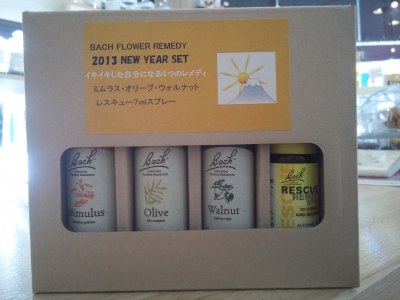 BACH FLOWER REMEDY
2013 NEW YEAR SET
イキイキした自分になる4つのレメディ
ミムラス・オリーブ・ウォルナット
レスキュー7mlスプレー
Bach
Bach
Bach
Bach
Mimulus
Olive
Walnut
RESCUE
REMEDY